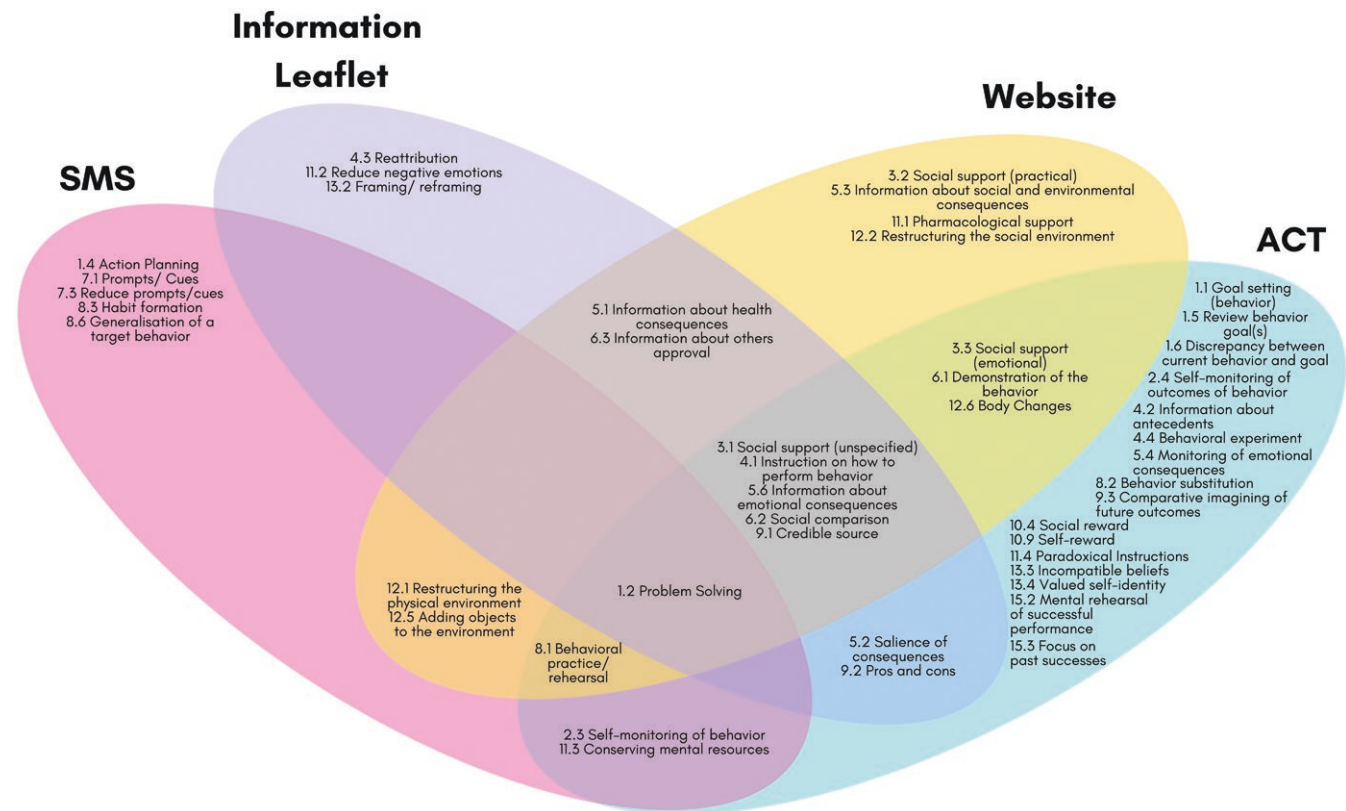 Information
Leaflet
Website
SMS
ACT
4.3 Reattribution
11.2 Reduce negative emotions
13.2 Framing/ reframing
3.2 Social support (practical)
5.3 Information about social and environmental
consequences
11.1 Pharmacological support
12.2 Restructuring the social environment
1.4 Action Planning
7.1 Prompts/ Cues
7.3 Reduce prompts/cues
8.3 Habit formation
8.6 Generalisation of a
target behavior
5.1 Information about health
consequences
6.3 Information about others
approval
3.3 Social support
(emotional)
6.1 Demonstration of the
behavior
12.6 Body Changes
1.1 Goal setting
(behavior)
1.5 Review behavior
goal(s)
1.6 Discrepancy between
current behavior and goal
2.4 Self-monitoring of
outcomes of behavior
4.2 Information about
antecedents
4.4 Behavioral experiment
5.4 Monitoring of emotional
consequences
8.2 Behavior substitution
9.3 Comparative imagining of
future outcomes
10.4 Social reward
10.9 Self-reward
11.4 Paradoxical Instructions
13.3 Incompatible beliefs
13.4 Valued self-identity
15.2 Mental rehearsal
of successful
performance
15.3 Focus on
past successes
3.1 Social support (unspecified)
4.1 Instruction on how to
perform behavior
5.6 Information about
emotional consequences
6.2 Social comparison
9.1 Credible source
12.1 Restructuring the
physical environment
12.5 Adding objects
to the environment
1.2 Problem Solving
8.1 Behavioral
practice/
rehearsal
5.2 Salience of
consequences
9.2 Pros and cons
2.3 Self-monitoring of behavior
11.3 Conserving mental resources